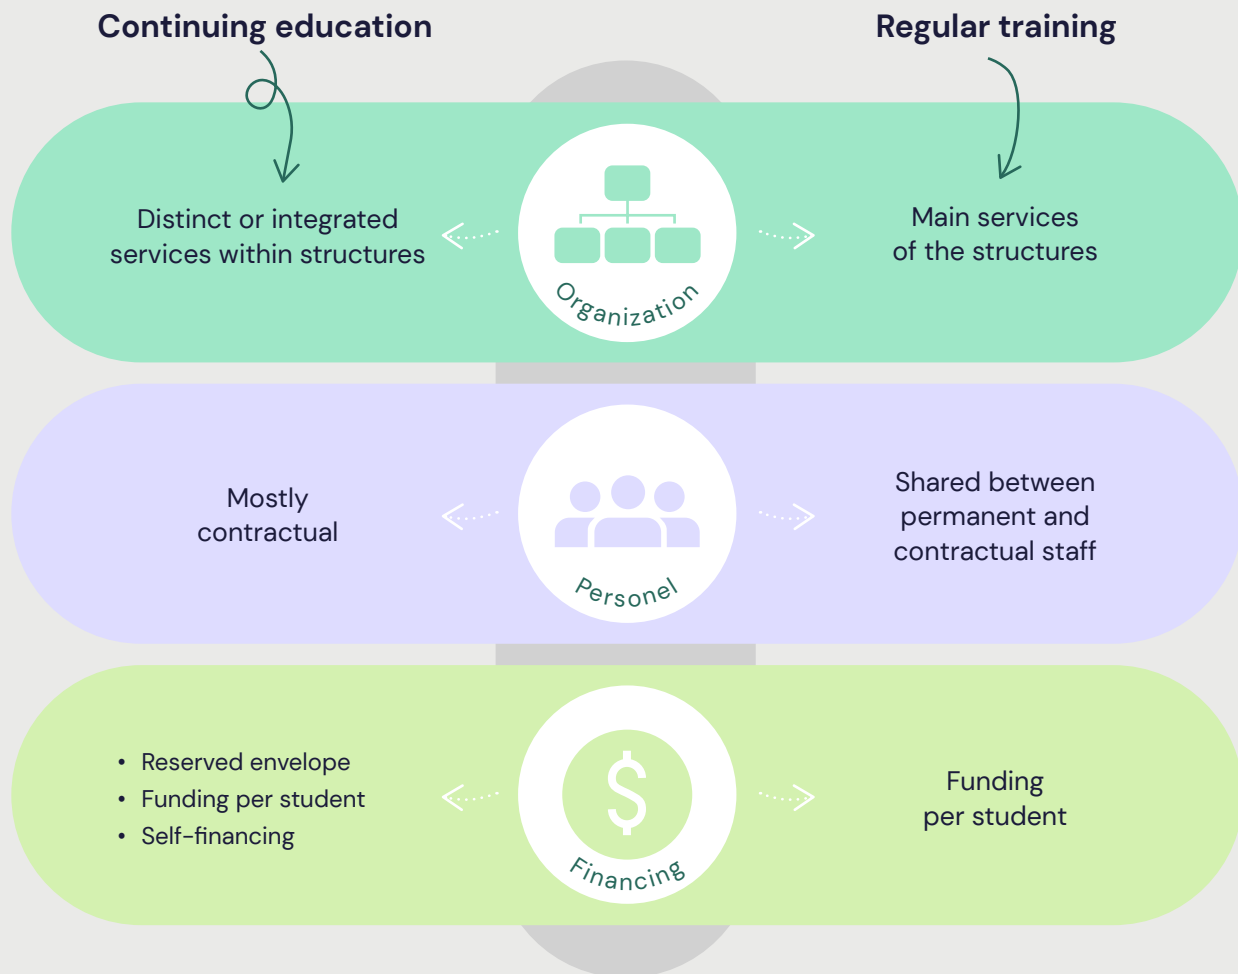 Continuing education
Regular training
Distinct or integrated
services within structures
Organization
Main services
of the structures
Mostly
contractual
Personel
Shared between
permanent and
contractual staff
• Reserved envelope
• Funding per student
• Self-financing
$
Financing
Funding
per student